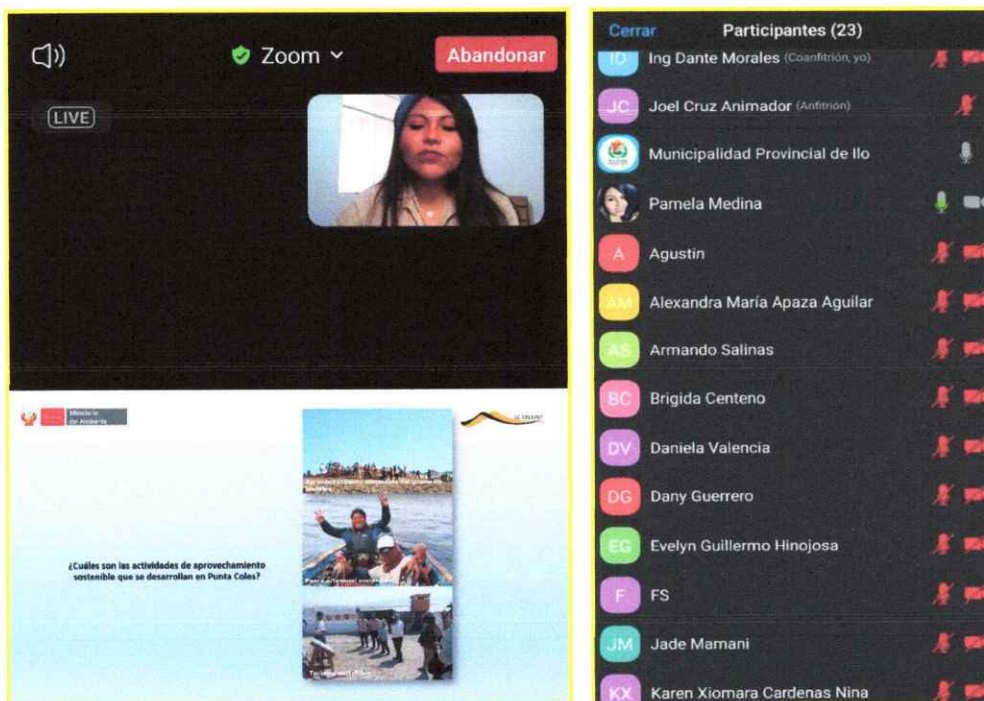 Zoom
Abandonar
LIVE
Ministerio
del Ambiente
¿Cuáles son las actividades de aprovechamiento
sostenible que se desarrollan en Punta Coles?
Cerrar
Participantes (23)
ID
Ing Dante Morales (Coanfitrión, yo)
JC
Joel Cruz Animador (Anfitrión)
Municipalidad Provincial de Ilo
Pamela Medina
A
Agustin
AM
Alexandra María Apaza Aguilar
AS
Armando Salinas
BC
Brigida Centeno
DV
Daniela Valencia
DG
Dany Guerrero
EG
Evelyn Guillermo Hinojosa
F
FS
JM
Jade Mamani
KX
Karen Xiomara Cardenas Nina